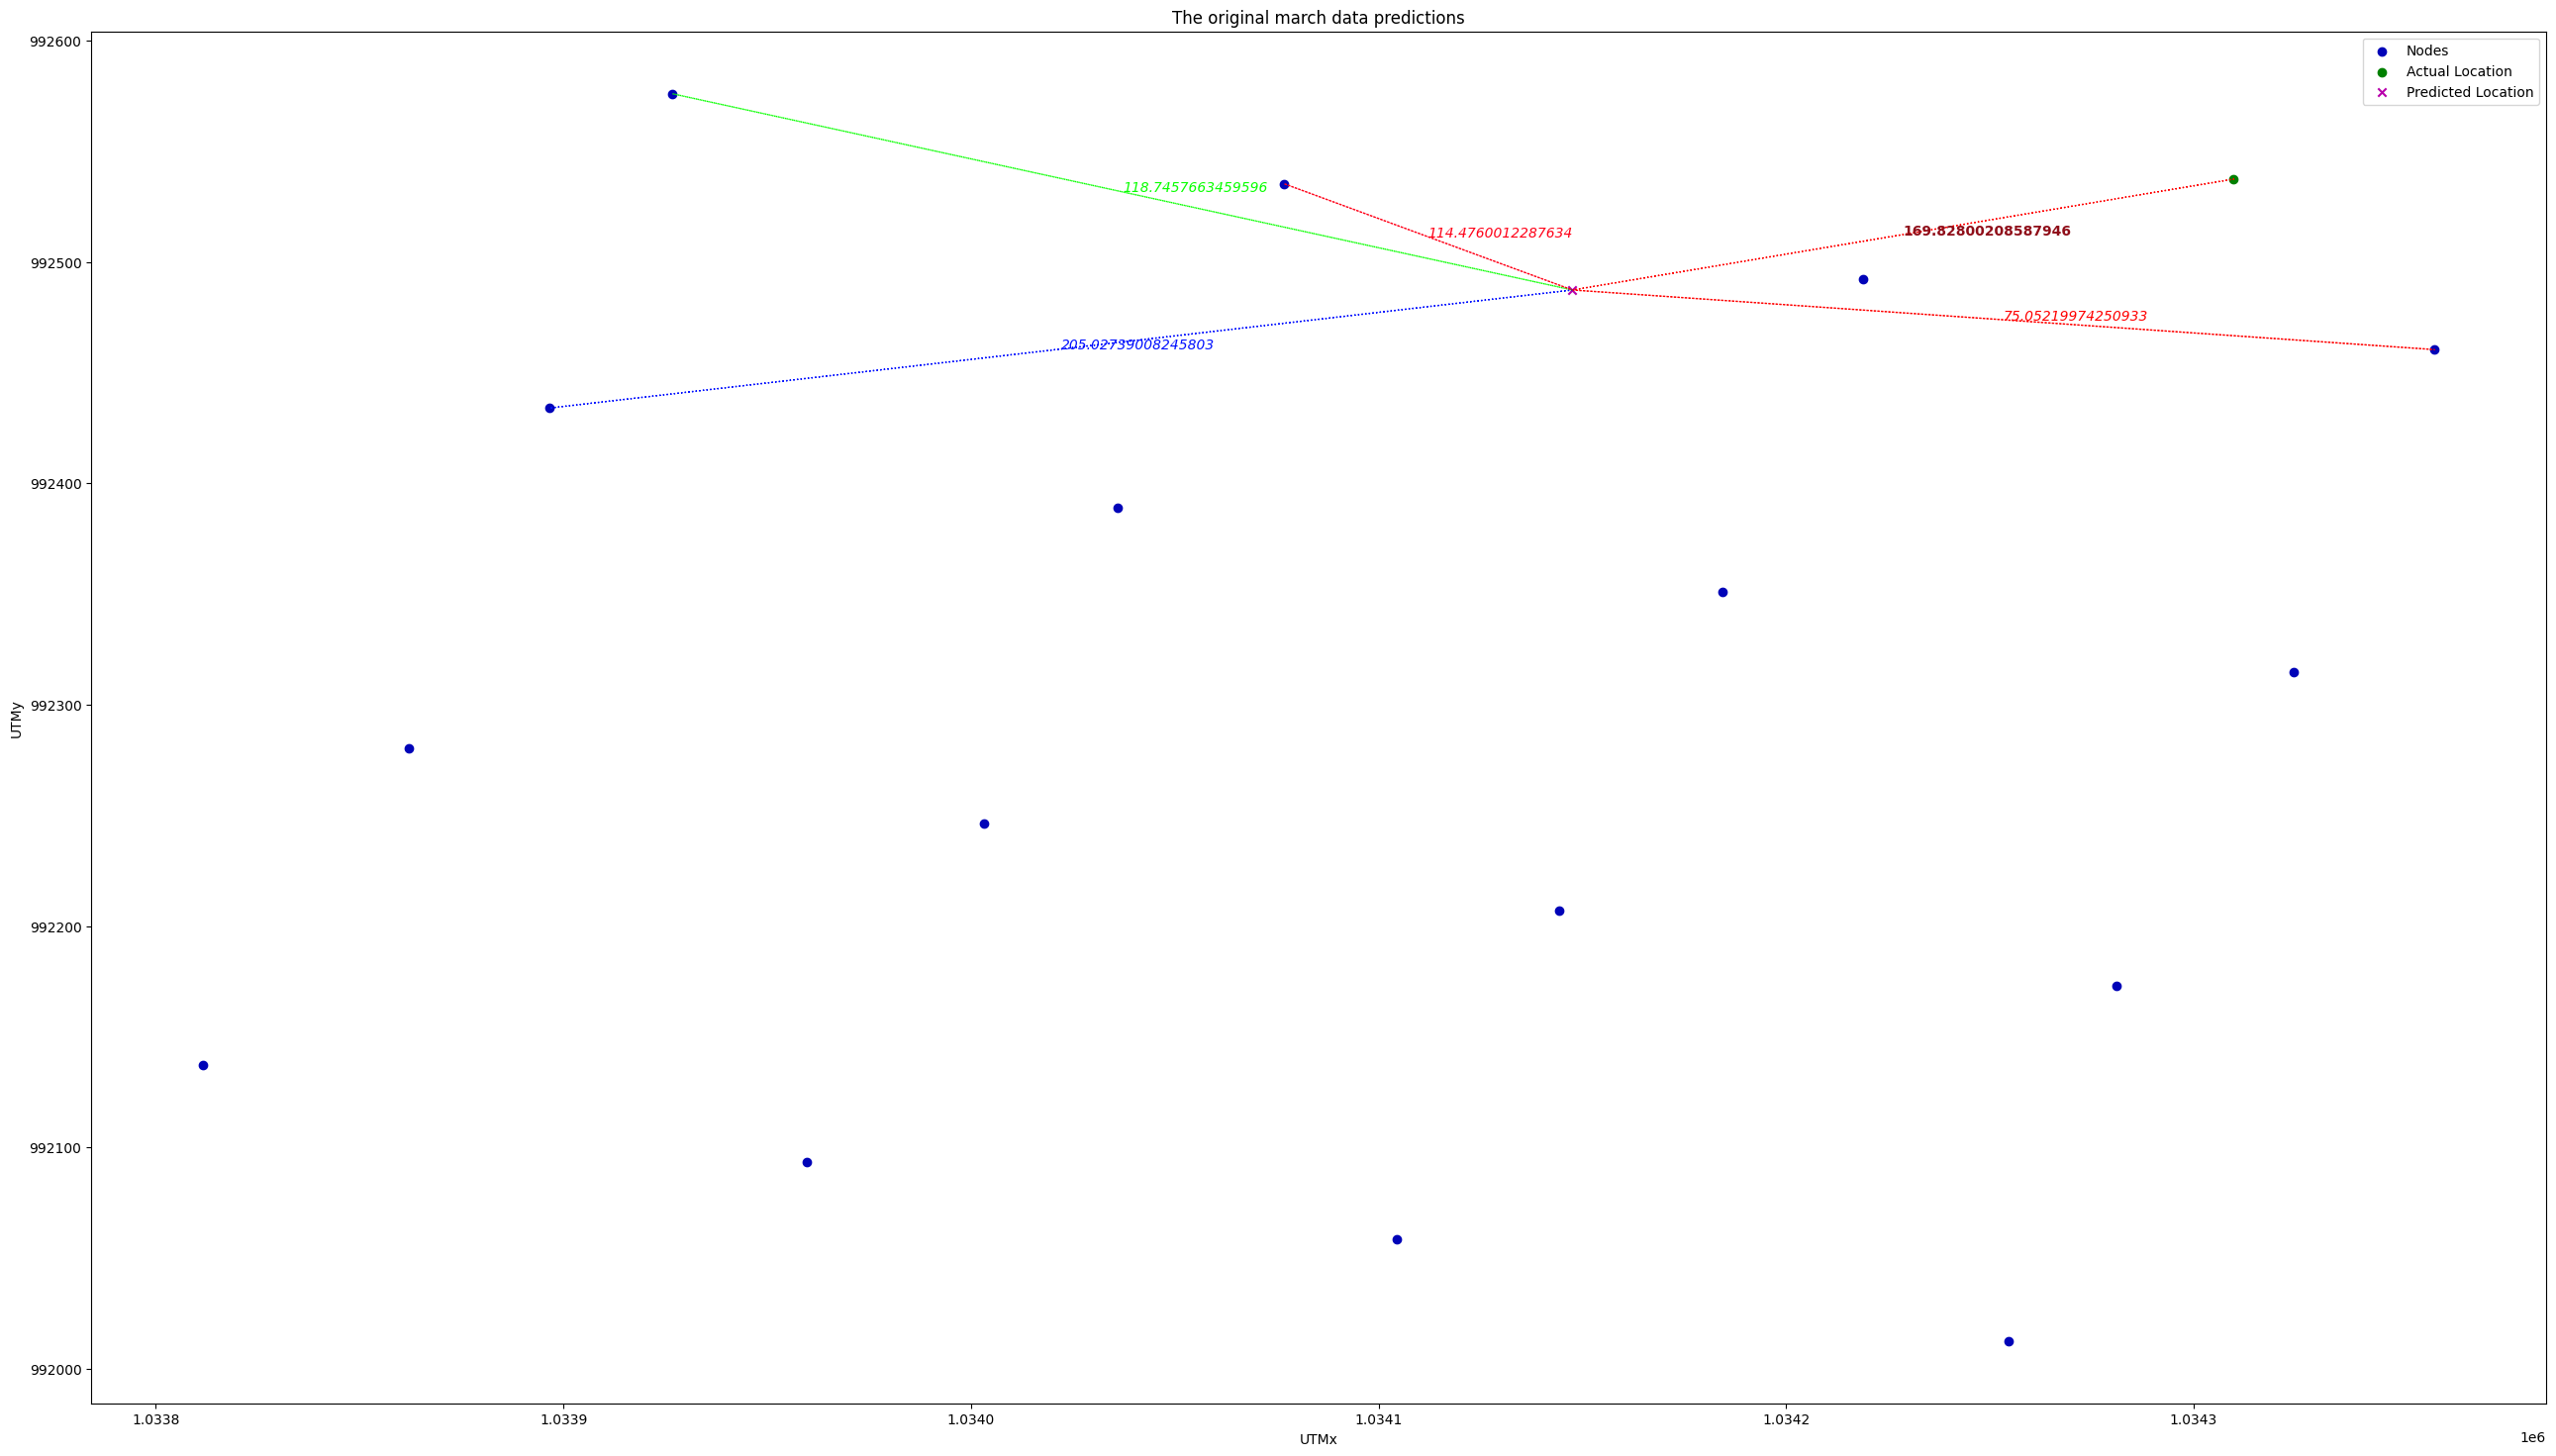 The original march data predictions
992600
992500
992400
992300
992200
992100
992000
UTMy
Nodes
Actual Location
Predicted Location
118.7457663459596
114.4760012287634
169.82800208587946
75.05219974250933
205.02739008245803
1.0338 1.0339 1.0340 1.0341 1.0342 1.0343
1e6
UTMx